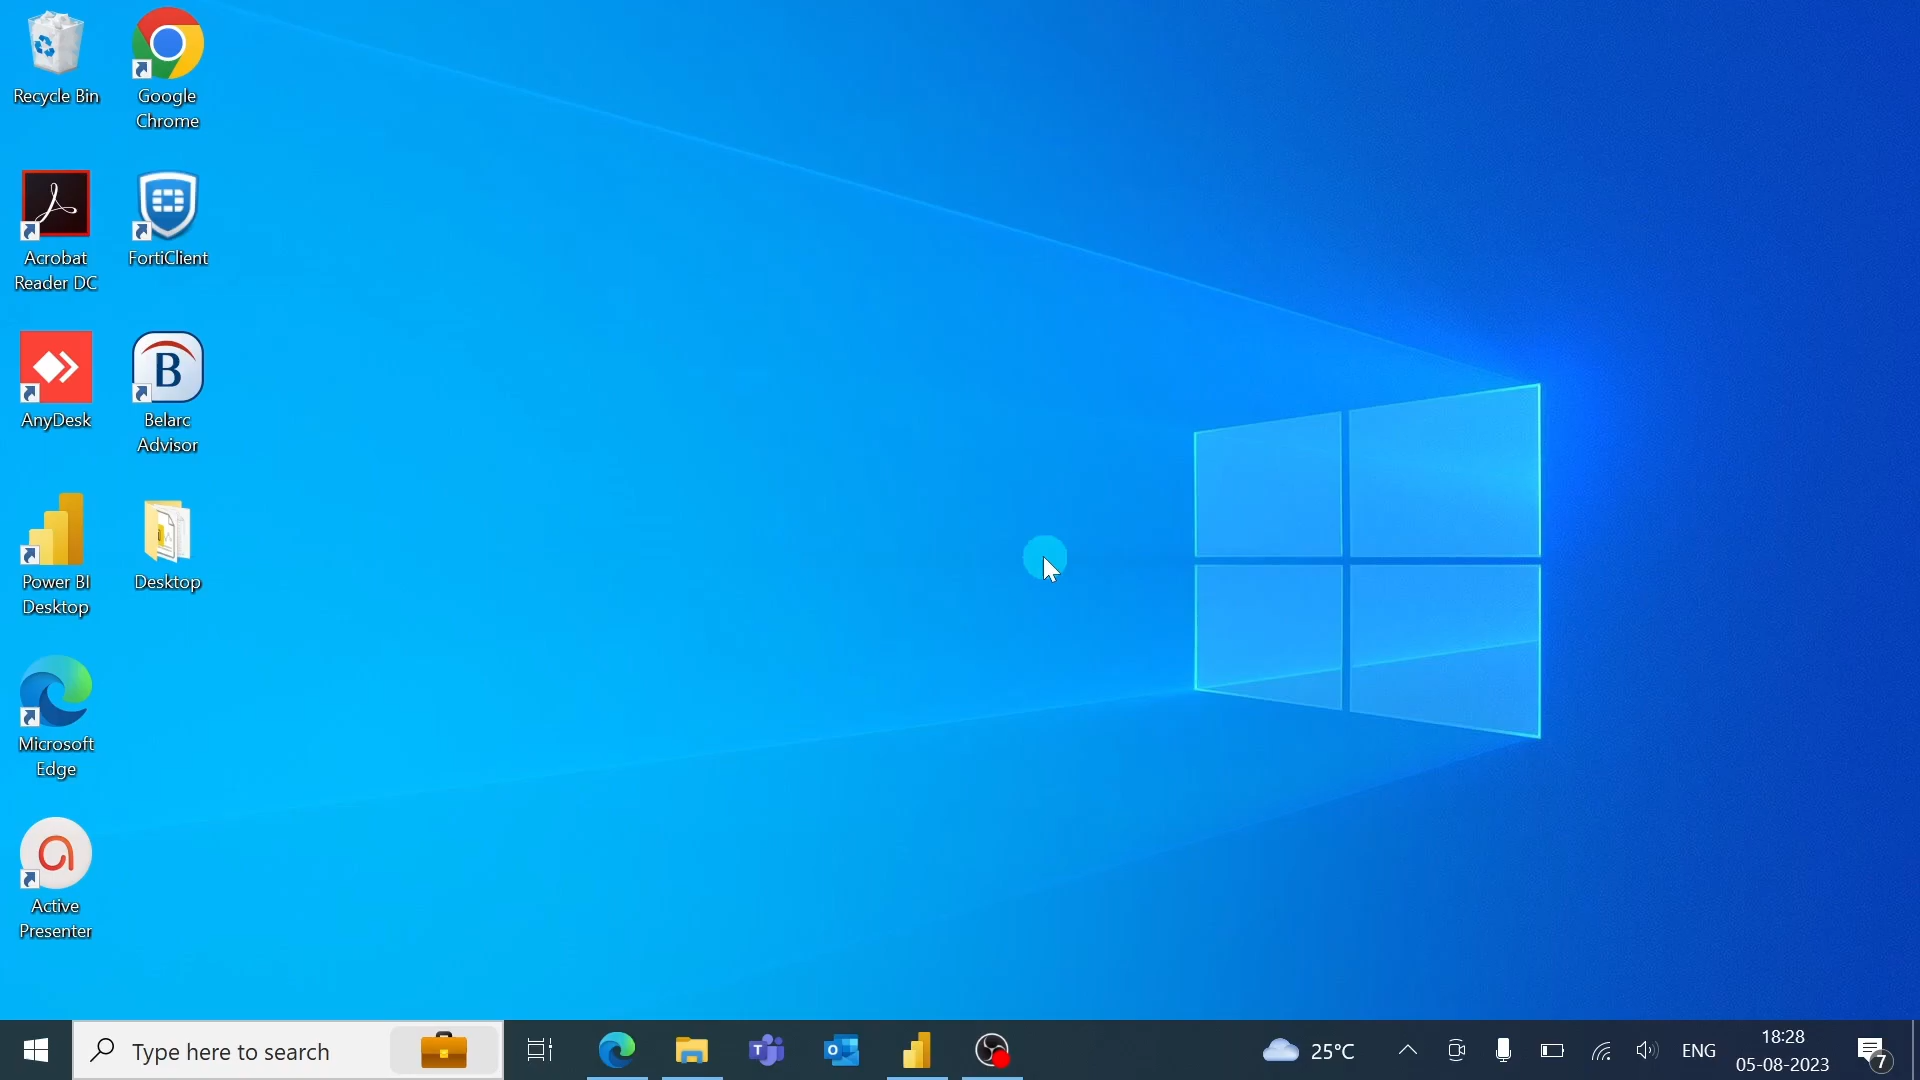 Recycle Bin
Google
Chrome
Acrobat
Reader DC
FortiClient
AnyDesk
B
Belarc
Advisor
Power BI
Desktop
Desktop
Microsoft
Edge
Active
Presenter
Type here to search
T
O
25°C
ENG
18:28
05-08-2023
7